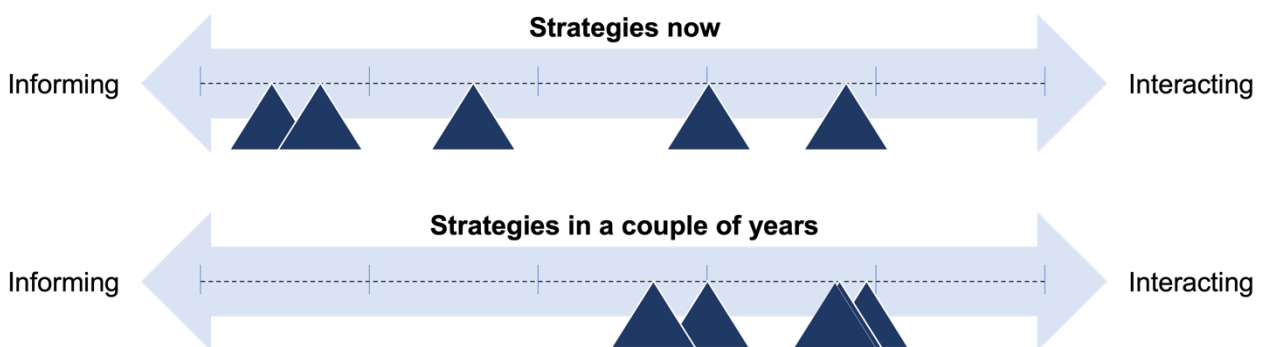 Strategies now
Informing
Interacting
Strategies in a couple of years
Informing
Interacting